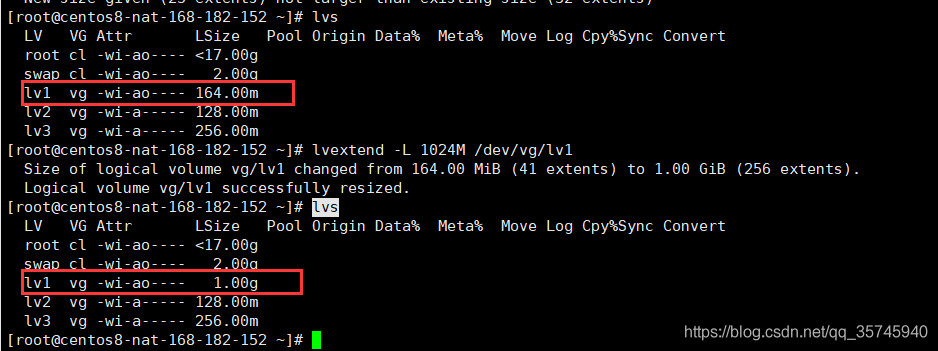 New size given (25 extents) not larger than existing size (32 extents)
[root@centos8-nat-168-182-152 ~]# lvs
LV VG Attr LSize Pool Origin Data% Meta% Move Log Cpy%Sync Convert
root cl -wi-ao---- <17.00g
swap cl -wi-ao---- 2.00g
lv1 vg -wi-ao---- 164.00m
lv2 vg -wi-a----- 128.00m
lv3 vg -wi-a----- 256.00m
[root@centos8-nat-168-182-152 ~]# lvextend -L 1024M /dev/vg/lv1
Size of logical volume vg/lv1 changed from 164.00 MiB (41 extents) to 1.00 GiB (256 extents).
Logical volume vg/lv1 successfully resized.
[root@centos8-nat-168-182-152 ~]# lvs
LV VG Attr LSize Pool Origin Data% Meta% Move Log Cpy%Sync Convert
root cl -wi-ao---- <17.00g
swap cl -wi-ao---- 2.00g
lv1 vg -wi-ao---- 1.00g
lv2 vg -wi-a----- 128.00m
lv3 vg -wi-a----- 256.00m
[root@centos8-nat-168-182-152 ~]#
https://blog.csdn.net/qq_35745940